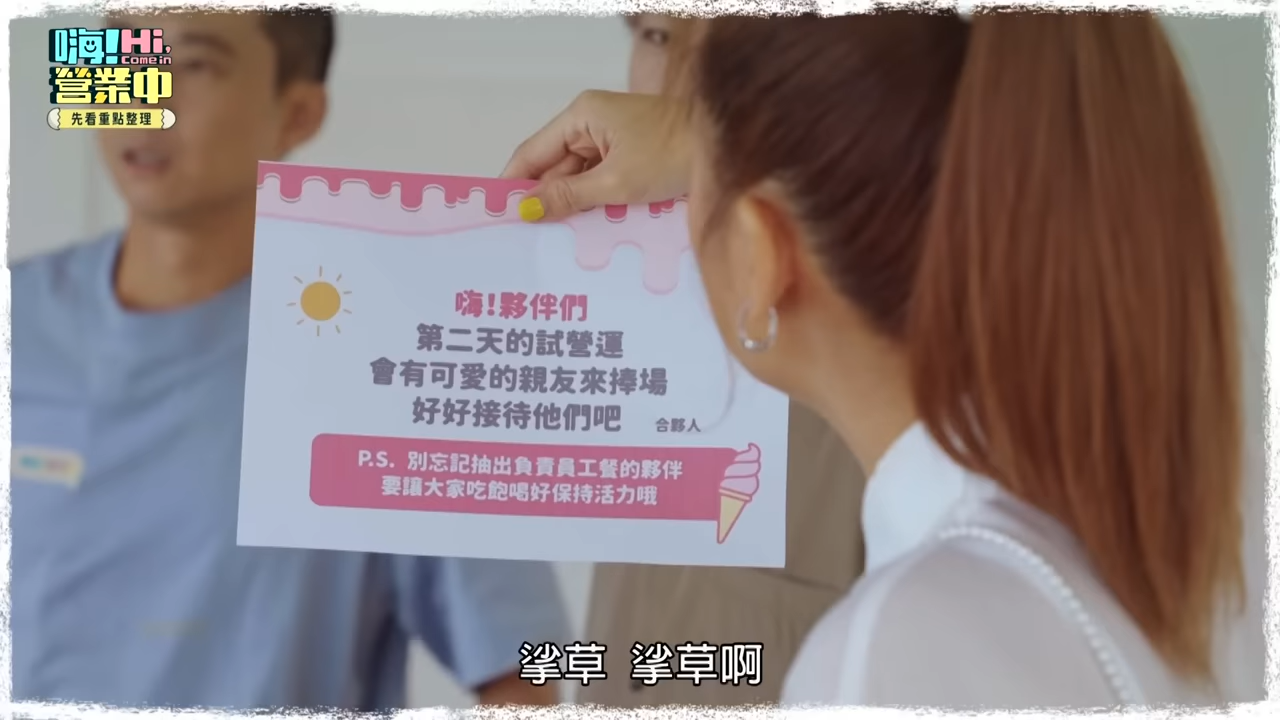 嗨!Hi,
Come in
營業中
先看重點整理
嗨!夥伴們
第二天的試營運
會有可愛的親友來捧場
好好接待他們吧
合夥人
P.S. 別忘記抽出負責員工餐的夥伴
要讓大家吃飽喝好保持活力哦
挲草 挲草啊